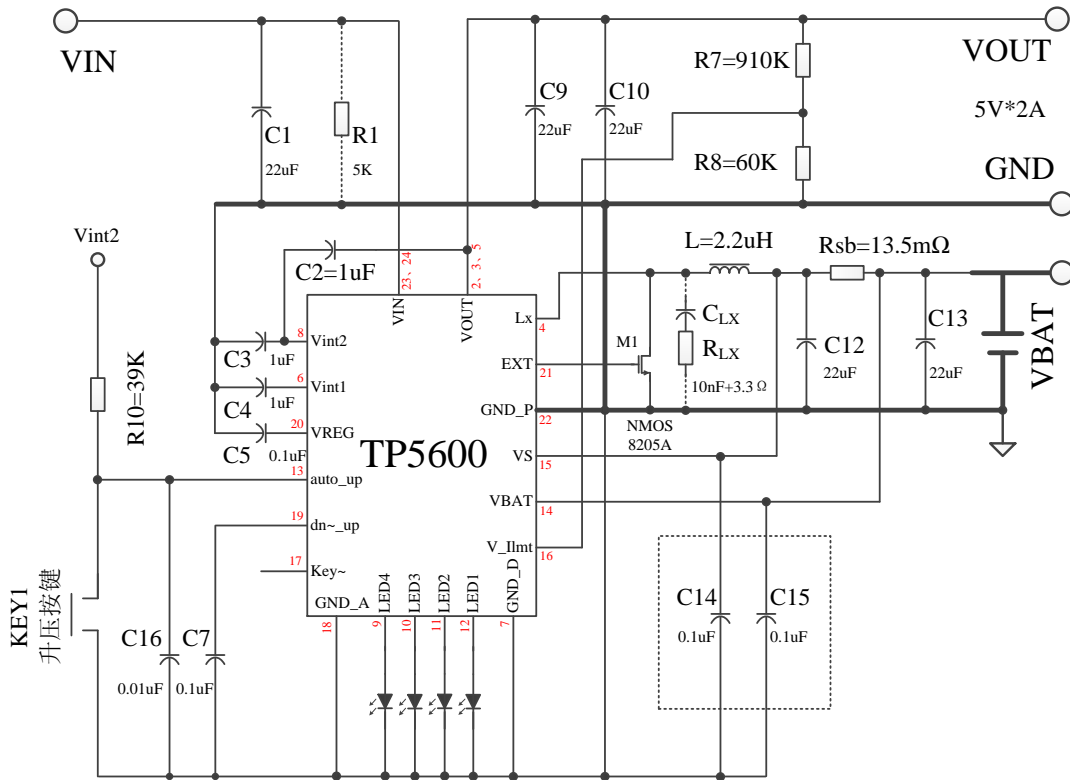 VIN
VOUT
R7=910K
C9
C10
22uF
22uF
C1
22uF
R1
5K
5V*2A
R8=60K
GND
Vint2
C2=1uF
23、24
2、3、5
L=2.2uH
Rsb=13.5mΩ
VIN
VOUT
Lx
4
CLX
RLX
10nF+3.3Ω
C12
22uF
C13
22uF
VBAT
C3
1uF
8
Vint2
M1
EXT
21
C4
1uF
6
Vint1
R10=39K
C5
0.1uF
20
VREG
GND_P
22
NMOS
8205A
TP5600
13
auto_up
VS
15
19
dn~_up
VBAT
14
17
Key~
V_Ilmt
16
KEY1
升压按键
GND_A
LED4
LED3
LED2
LED1
GND_D
18
9
10
11
12
7
C16
0.01uF
C7
0.1uF
C14
0.1uF
C15
0.1uF